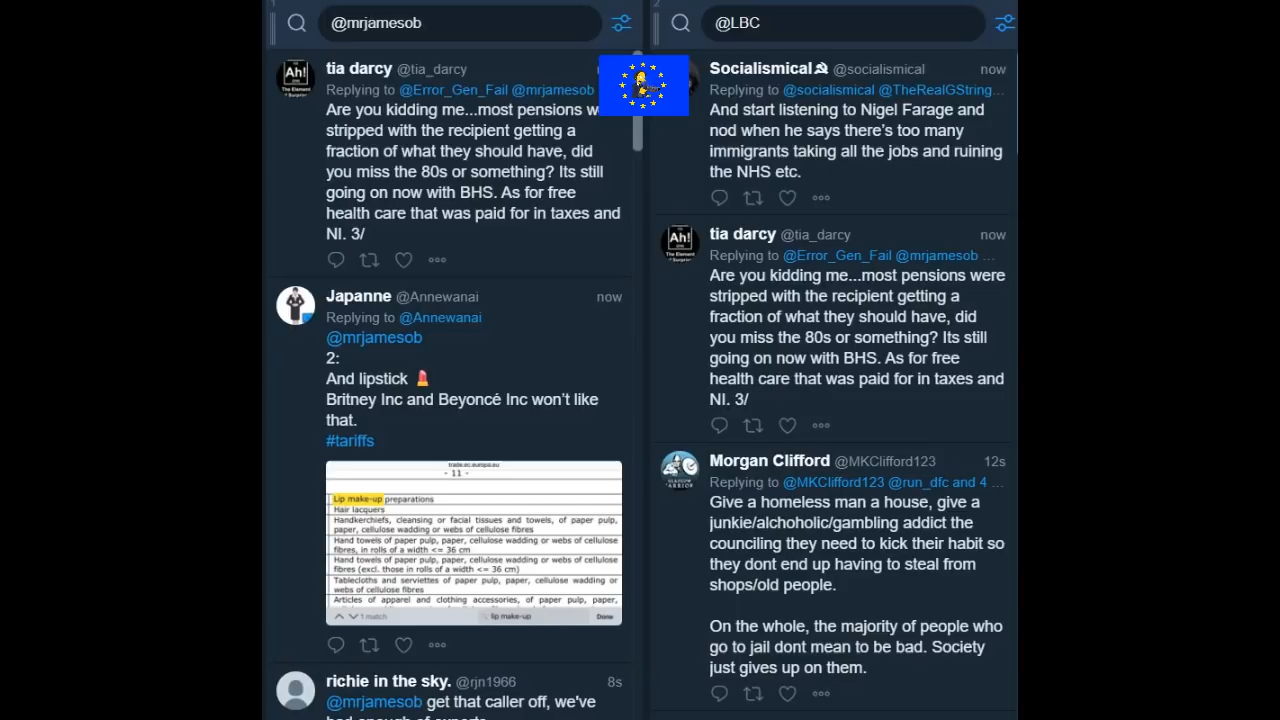 1
@mrjamesob
tia darcy @tia_darcy
Replying to @Error_Gen_Fail @mrjamesob
Are you kidding me...most pensions
stripped with the recipient getting a
fraction of what they should have, did
you miss the 80s or something? Its still
going on now with BHS. As for free
health care that was paid for in taxes and
NI. 3/
Japanne @Annewanai now
Replying to @Annewanai
@mrjamesob
2:
And lipstick 💄
Britney Inc and Beyoncé Inc won't like
that.
#tariffs
trade.ec.europa.eu
- 11 -
Lip make-up preparations
Hair lacquers
Handkerchiefs, cleansing or facial tissues and towels, of paper pulp,
paper, cellulose wadding or webs of cellulose fibres
Hand towels of paper pulp, paper, cellulose wadding or webs of cellulose
fibres, in rolls of a width <= 36 cm
Hand towels of paper pulp, paper, cellulose wadding or webs of cellulose
fibres (excl. those in rolls of a width <= 36 cm)
Tablecloths and serviettes of paper pulp, paper, cellulose wadding or
webs of cellulose fibres
Articles of apparel and clothing accessories, of paper pulp, paper,
1 match
lip make-up
Done
richie in the sky. @rjn1966 8s
@mrjamesob get that caller off, we've
had enough of experts
2
@LBC
Socialismical☭ @socialismical now
Replying to @socialismical @TheRealGString...
And start listening to Nigel Farage and
nod when he says there's too many
immigrants taking all the jobs and ruining
the NHS etc.
tia darcy @tia_darcy now
Replying to @Error_Gen_Fail @mrjamesob ...
Are you kidding me...most pensions were
stripped with the recipient getting a
fraction of what they should have, did
you miss the 80s or something? Its still
going on now with BHS. As for free
health care that was paid for in taxes and
NI. 3/
Morgan Clifford @MKClifford123 12s
Replying to @MKClifford123 @run_dfc and 4 ...
Give a homeless man a house, give a
junkie/alchoholic/gambling addict the
counciling they need to kick their habit so
they dont end up having to steal from
shops/old people.
On the whole, the majority of people who
go to jail dont mean to be bad. Society
just gives up on them.